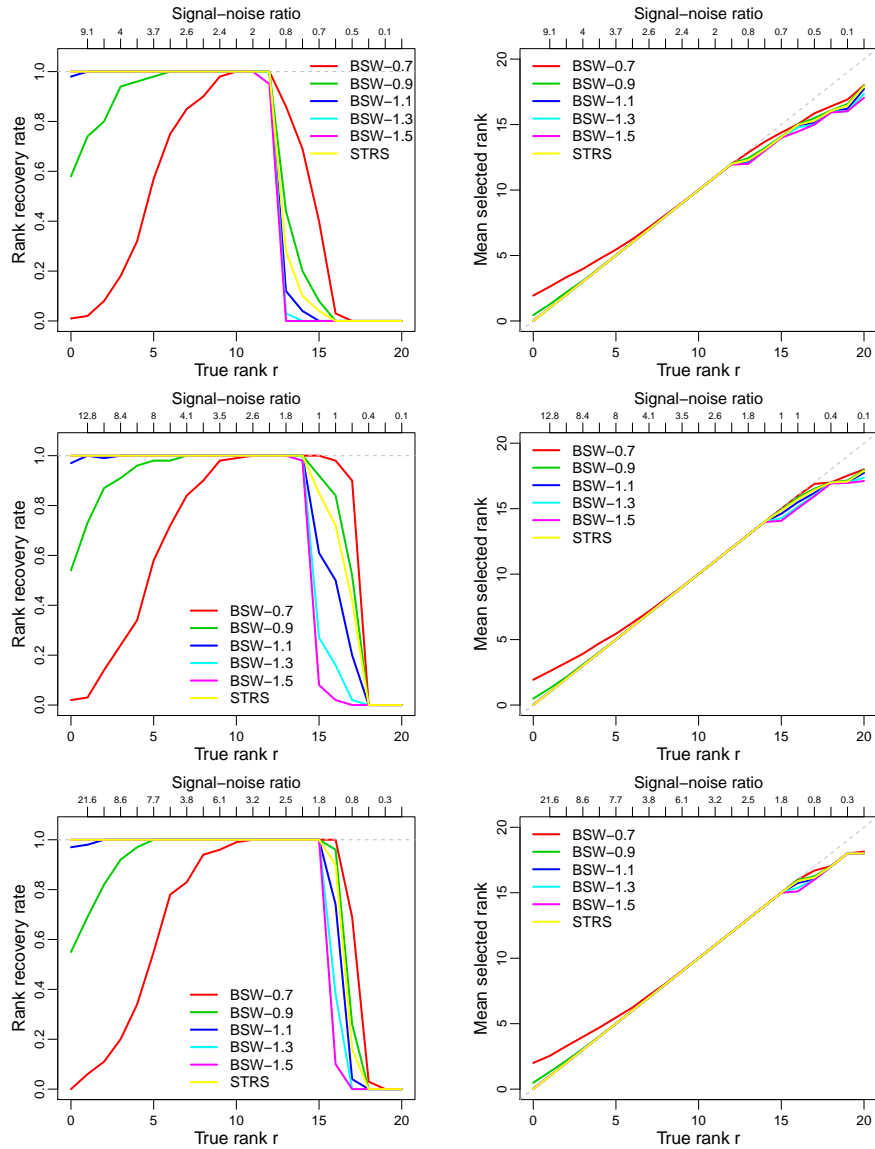 Signal−noise ratio
9.1 4 3.7 2.6 2.4 2 0.8 0.7 0.5 0.1
Rank recovery rate
1.0
0.8
0.6
0.4
0.2
0.0
BSW−0.7
BSW−0.9
BSW−1.1
BSW−1.3
BSW−1.5
STRS
0 5 10 15 20
True rank r
Signal−noise ratio
9.1 4 3.7 2.6 2.4 2 0.8 0.7 0.5 0.1
Mean selected rank
20
15
10
5
0
BSW−0.7
BSW−0.9
BSW−1.1
BSW−1.3
BSW−1.5
STRS
0 5 10 15 20
True rank r
Signal−noise ratio
12.8 8.4 8 4.1 3.5 2.6 1.8 1 1 0.4 0.1
Rank recovery rate
1.0
0.8
0.6
0.4
0.2
0.0
BSW−0.7
BSW−0.9
BSW−1.1
BSW−1.3
BSW−1.5
STRS
0 5 10 15 20
True rank r
Signal−noise ratio
12.8 8.4 8 4.1 3.5 2.6 1.8 1 1 0.4 0.1
Mean selected rank
20
15
10
5
0
BSW−0.7
BSW−0.9
BSW−1.1
BSW−1.3
BSW−1.5
STRS
0 5 10 15 20
True rank r
Signal−noise ratio
21.6 8.6 7.7 3.8 6.1 3.2 2.5 1.8 0.8 0.3
Rank recovery rate
1.0
0.8
0.6
0.4
0.2
0.0
BSW−0.7
BSW−0.9
BSW−1.1
BSW−1.3
BSW−1.5
STRS
0 5 10 15 20
True rank r
Signal−noise ratio
21.6 8.6 7.7 3.8 6.1 3.2 2.5 1.8 0.8 0.3
Mean selected rank
20
15
10
5
0
BSW−0.7
BSW−0.9
BSW−1.1
BSW−1.3
BSW−1.5
STRS
0 5 10 15 20
True rank r